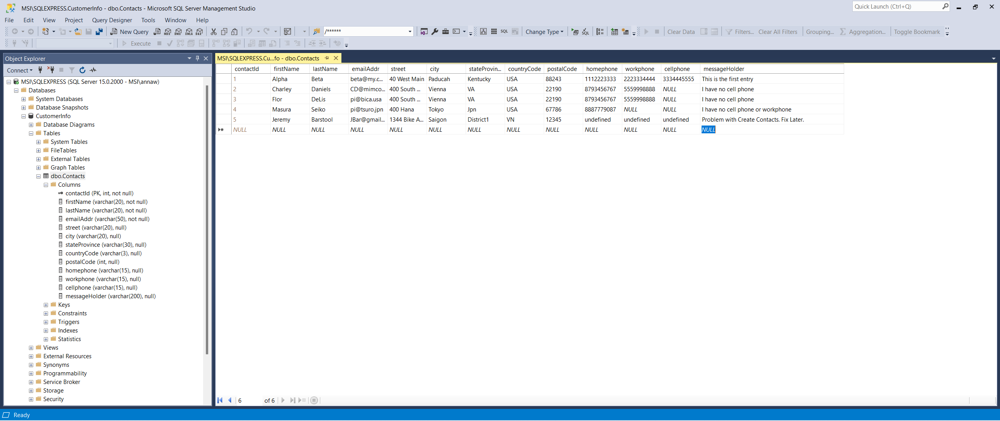 MSI\SQLEXPRESS.CustomerInfo - dbo.Contacts - Microsoft SQL Server Management Studio
Quick Launch (Ctrl+Q)
File Edit View Project Query Designer Tools Window Help
New Query MDX DMX XMLA DAX /****** SQL Change Type SQL Clear Data Filters... Clear All Filters Grouping... Aggregation... Toggle Bookmark
Execute
Object Explorer
Connect
MSI\SQLEXPRESS (SQL Server 15.0.2000 - MSI\annaw)
Databases
System Databases
Database Snapshots
CustomerInfo
Database Diagrams
Tables
System Tables
FileTables
External Tables
Graph Tables
dbo.Contacts
Columns
contactId (PK, int, not null)
firstName (varchar(20), not null)
lastName (varchar(20), not null)
emailAddr (varchar(50), not null)
street (varchar(20), null)
city (varchar(20), null)
stateProvince (varchar(30), null)
countryCode (varchar(3), null)
postalCode (int, null)
homephone (varchar(15), null)
workphone (varchar(15), null)
cellphone (varchar(15), null)
messageHolder (varchar(200), null)
Keys
Constraints
Triggers
Indexes
Statistics
Views
External Resources
Synonyms
Programmability
Service Broker
Storage
Security
MSI\SQLEXPRESS.Cu...fo - dbo.Contacts
contactId firstName lastName emailAddr street city stateProvin... countryCode postalCode homephone workphone cellphone messageHolder
1 Alpha Beta beta@my.c... 40 West Main Paducah Kentucky USA 88243 1112223333 2223334444 3334445555 This is the first entry
2 Charley Daniels CD@mimco... 400 South ... Vienna VA USA 22190 8793456767 5559998888 NULL I have no cell phone
3 Flor DeLis pi@bica.usa 400 South ... Vienna VA USA 22190 8793456767 5559998888 NULL I have no cell phone
4 Masura Seiko pi@tsuro.jpn 400 Hana Tokyo Jpn USA 67786 8887779087 NULL NULL I have no cell phone or workphone
5 Jeremy Barstool JBar@gmail... 1344 Bike A... Saigon District1 VN 12345 undefined undefined undefined Problem with Create Contacts. Fix Later.
NULL NULL NULL NULL NULL NULL NULL NULL NULL NULL NULL NULL NULL
6 of 6
Ready